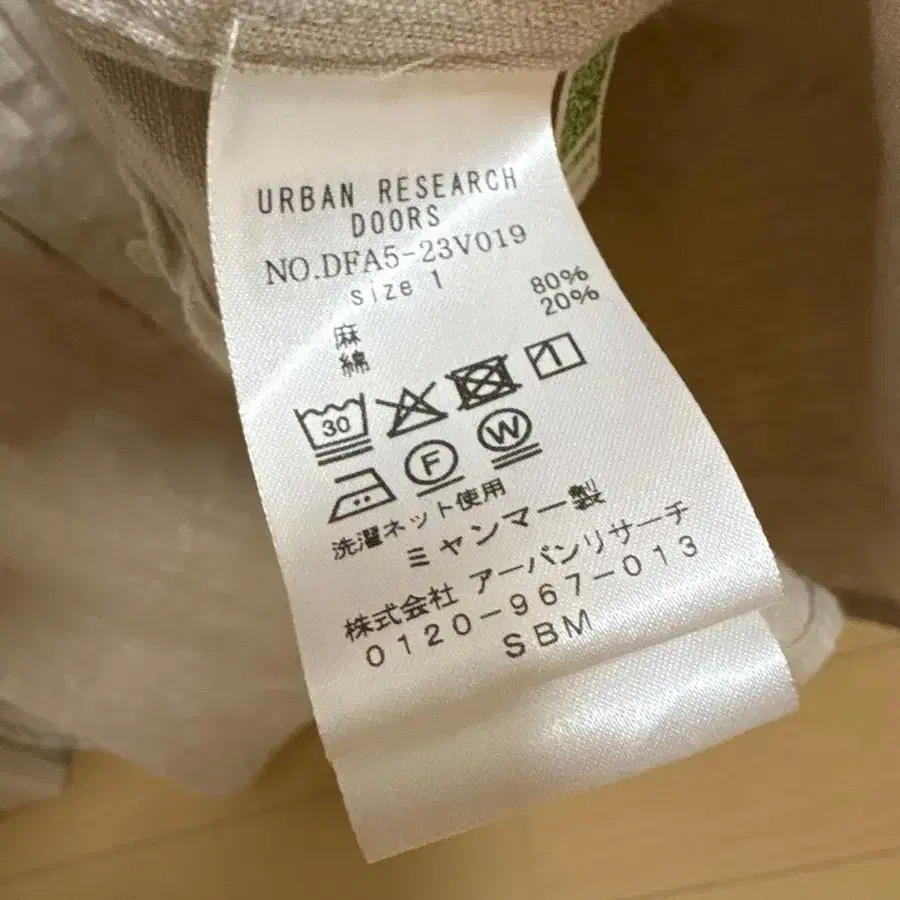 URBAN RESEARCH
DOORS
NO.DFA5-23V019
size 1
麻 80%
綿 20%
30
F W
洗濯ネット使用
ミャンマー製
株式会社 アーバンリサーチ
0120-967-013
SBM